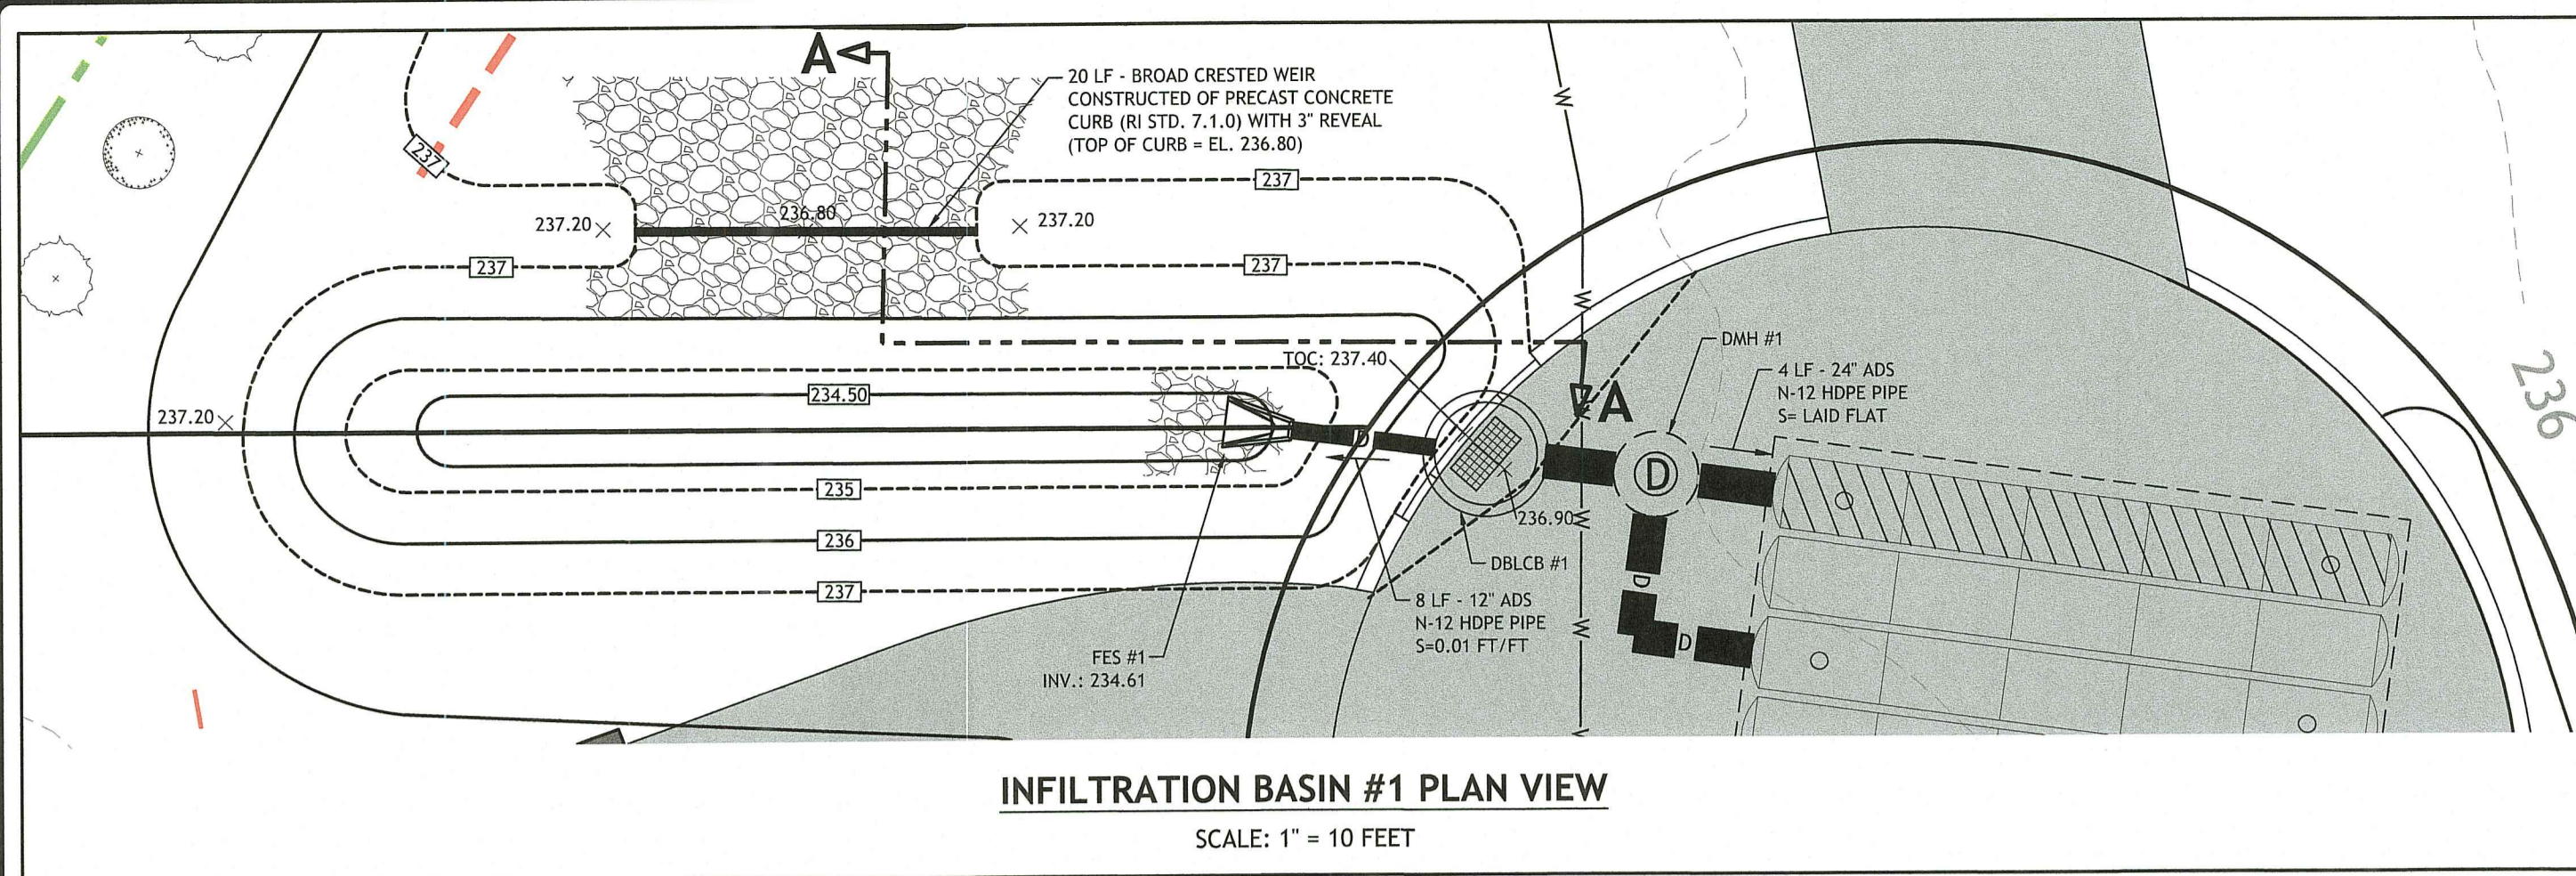 A
20 LF - BROAD CRESTED WEIR
CONSTRUCTED OF PRECAST CONCRETE
CURB (RI STD. 7.1.0) WITH 3" REVEAL
(TOP OF CURB = EL. 236.80)
W
237
237
236.80
237.20
237.20
237
237
W
TOC: 237.40
DMH #1
4 LF - 24" ADS
N-12 HDPE PIPE
S= LAID FLAT
236
A
234.50
237.20
D
D
235
236.90
W
236
DBLCB #1
D
237
8 LF - 12" ADS
N-12 HDPE PIPE
S=0.01 FT/FT
W
D
FES #1
INV.: 234.61
W
INFILTRATION BASIN #1 PLAN VIEW
SCALE: 1" = 10 FEET